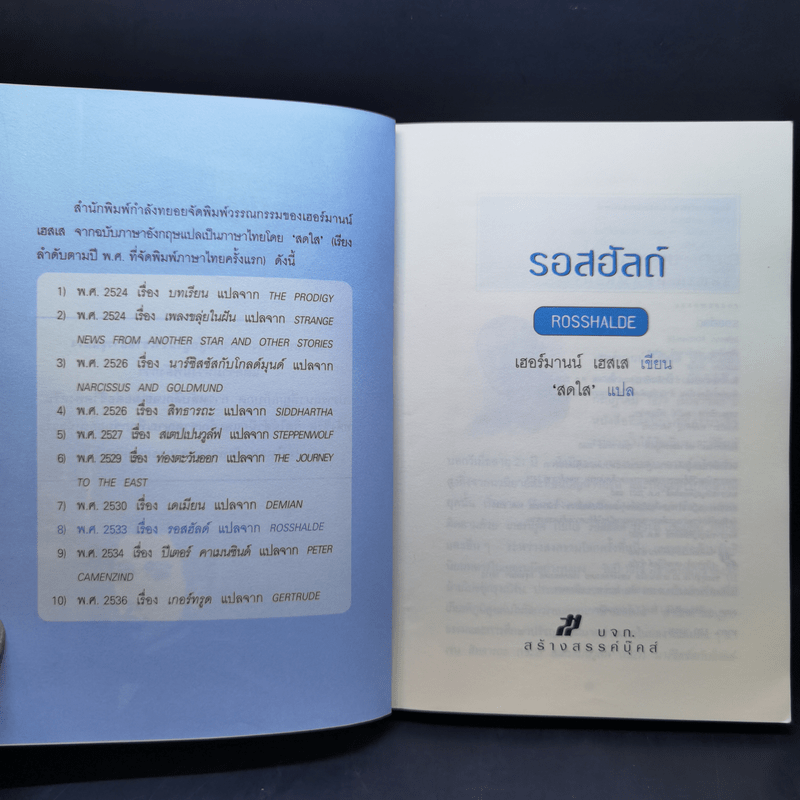 สำนักพิมพ์กำลังทยอยจัดพิมพ์วรรณกรรมของเฮอร์มานน์
เฮสเส จากฉบับภาษาอังกฤษแปลเป็นภาษาไทยโดย 'สดใส' (เรียง
ลำดับตามปี พ.ศ. ที่จัดพิมพ์ภาษาไทยครั้งแรก) ดังนี้
1) พ.ศ. 2524 เรื่อง บทเรียน แปลจาก THE PRODIGY
2) พ.ศ. 2524 เรื่อง เพลงขลุ่ยในฝัน แปลจาก STRANGE
NEWS FROM ANOTHER STAR AND OTHER STORIES
3) พ.ศ. 2526 เรื่อง นาร์ซิสซัสกับโกลด์มุนด์ แปลจาก
NARCISSUS AND GOLDMUND
4) พ.ศ. 2526 เรื่อง สิทธารถะ แปลจาก SIDDHARTHA
5) พ.ศ. 2527 เรื่อง สเตปเปนวูล์ฟ แปลจาก STEPPENWOLF
6) พ.ศ. 2529 เรื่อง ท่องตะวันออก แปลจาก THE JOURNEY
TO THE EAST
7) พ.ศ. 2530 เรื่อง เดเมียน แปลจาก DEMIAN
8) พ.ศ. 2533 เรื่อง รอสฮัลด์ แปลจาก ROSSHALDE
9) พ.ศ. 2534 เรื่อง ปีเตอร์ คาเมนซินด์ แปลจาก PETER
CAMENZIND
10) พ.ศ. 2536 เรื่อง เกอร์ทรูด แปลจาก GERTRUDE
รอสฮัลด์
ROSSHALDE
เฮอร์มานน์ เฮสเส เขียน
'สดใส' แปล
บจก.
สร้างสรรค์บุ๊คส์